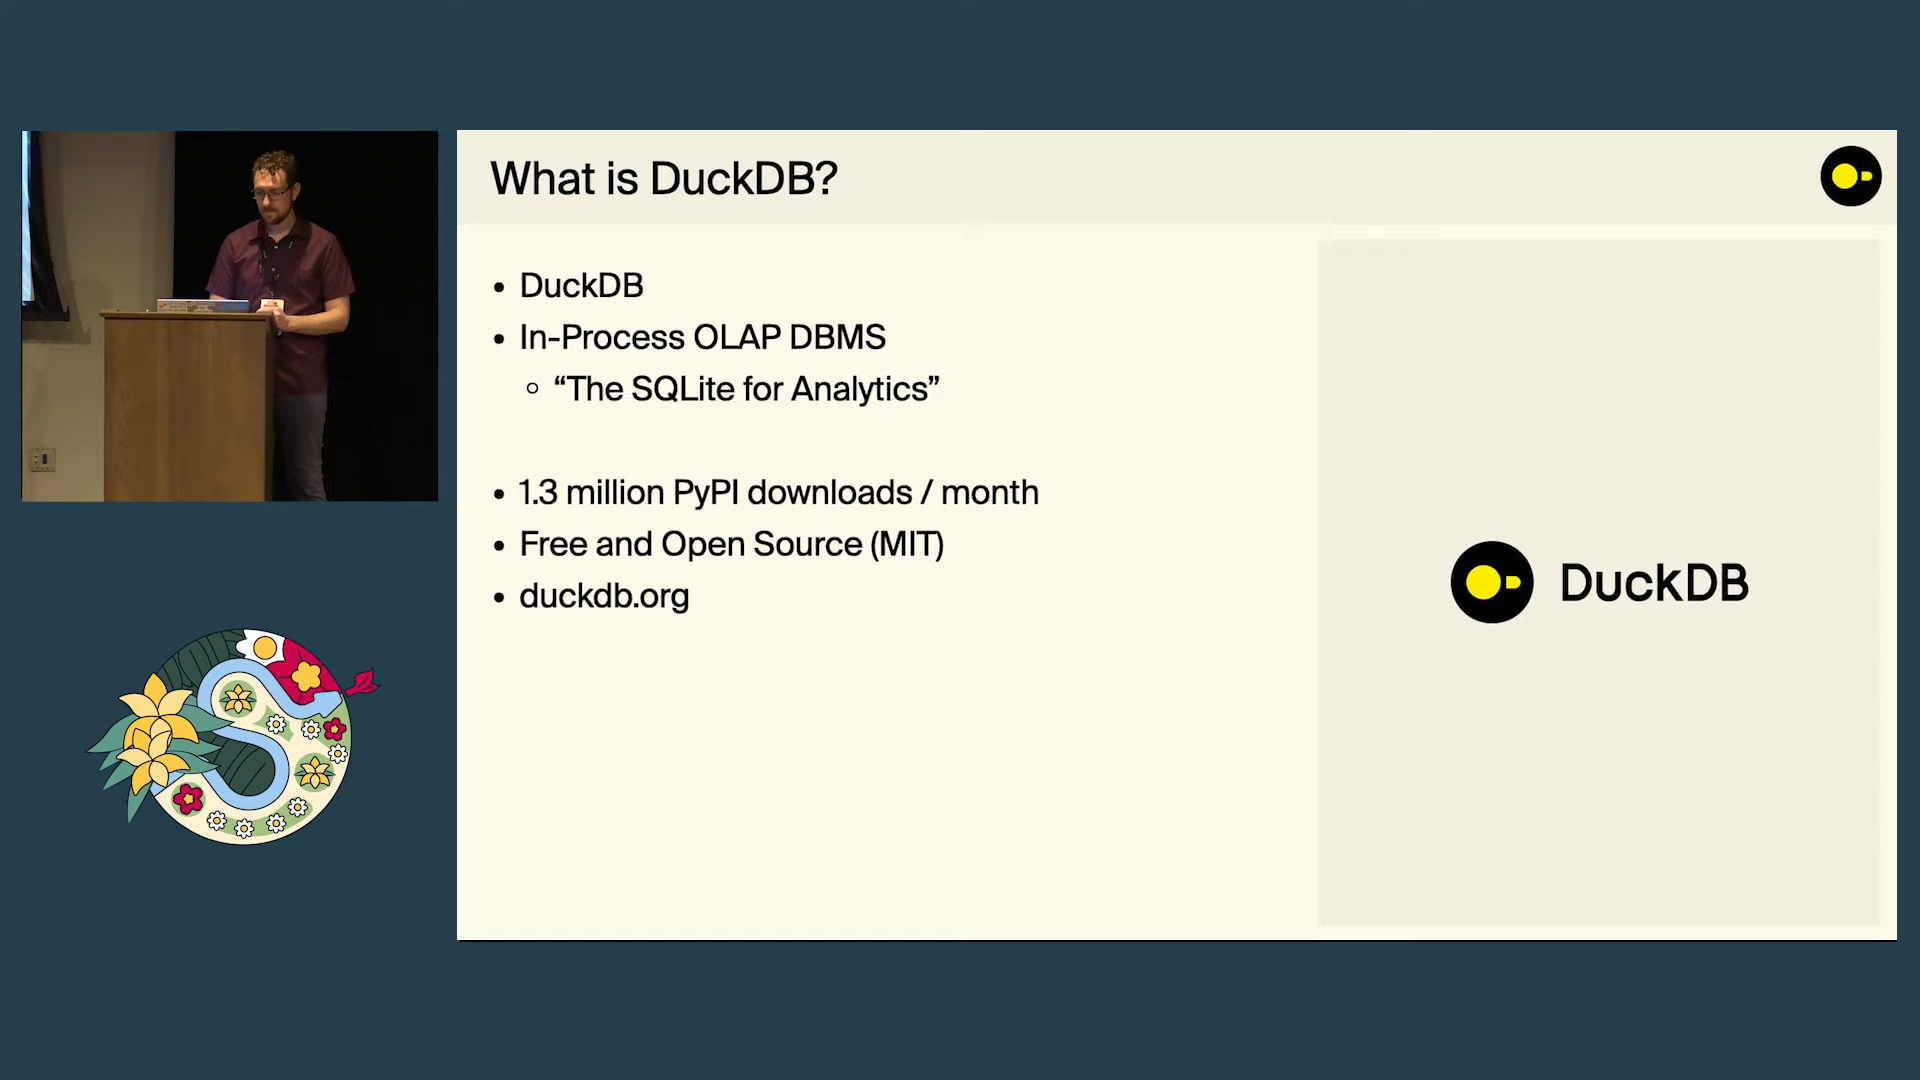 What is DuckDB?
• DuckDB
• In-Process OLAP DBMS
○ “The SQLite for Analytics”
• 1.3 million PyPI downloads / month
• Free and Open Source (MIT)
• duckdb.org
DuckDB